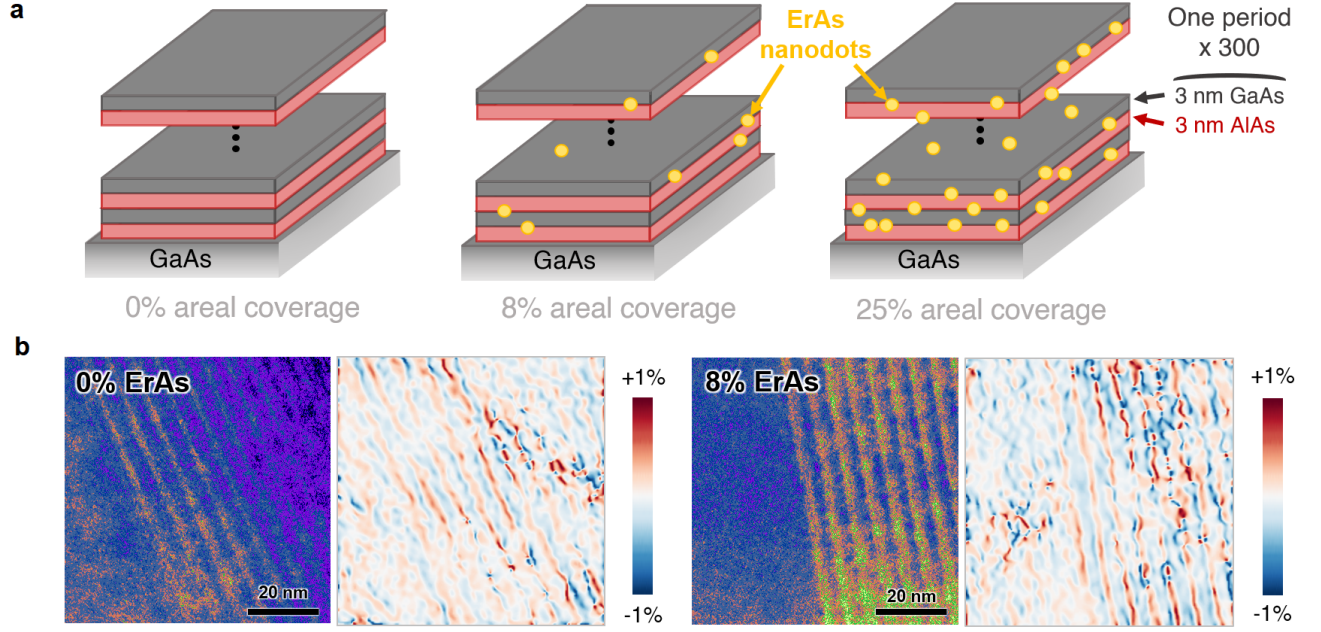 a
ErAs
nanodots
One period
x 300
3 nm GaAs
3 nm AlAs
GaAs
GaAs
GaAs
0% areal coverage
8% areal coverage
25% areal coverage
b
0% ErAs
20 nm
+1%
-1%
8% ErAs
20 nm
+1%
-1%